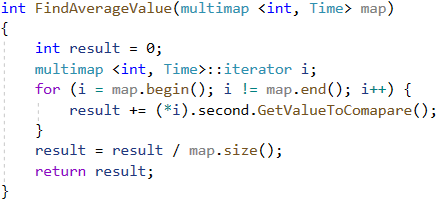 int FindAverageValue(multimap <int, Time> map)
{
int result = 0;
multimap <int, Time>::iterator i;
for (i = map.begin(); i != map.end(); i++) {
result += (*i).second.GetValueToComapare();
}
result = result / map.size();
return result;
}